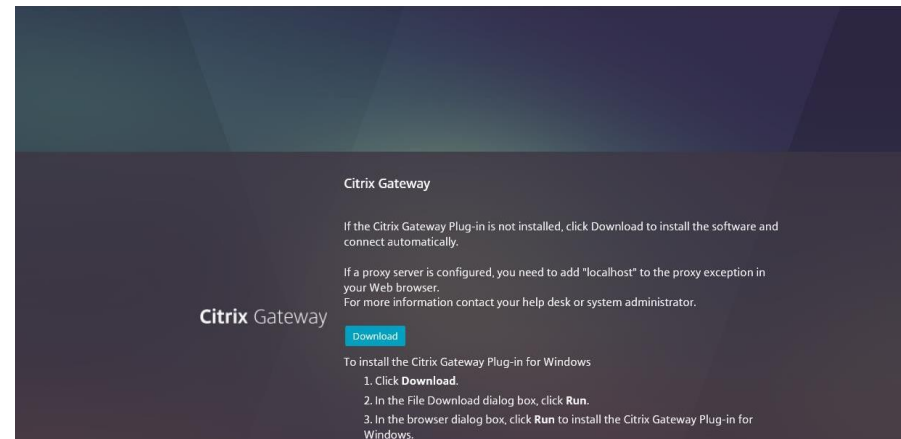 Citrix Gateway
If the Citrix Gateway Plug-in is not installed, click Download to install the software and
connect automatically.
If a proxy server is configured, you need to add "localhost" to the proxy exception in
your Web browser.
For more information contact your help desk or system administrator.
Citrix Gateway
Download
To install the Citrix Gateway Plug-in for Windows
1. Click Download.
2. In the File Download dialog box, click Run.
3. In the browser dialog box, click Run to install the Citrix Gateway Plug-in for
Windows.